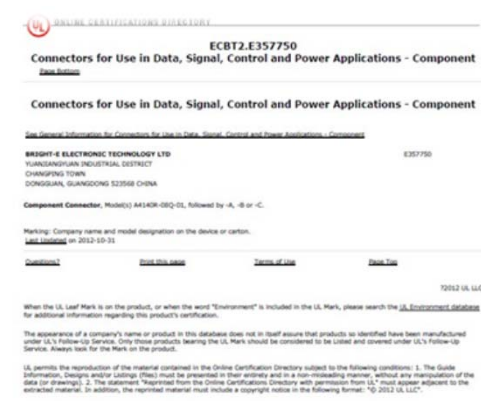 UL ONLINE CERTIFICATIONS DIRECTORY
ECBT2.E357750
Connectors for Use in Data, Signal, Control and Power Applications - Component
Page Bottom
Connectors for Use in Data, Signal, Control and Power Applications - Component
See General Information for Connectors for Use in Data, Signal, Control and Power Applications - Component
BRIGHT-E ELECTRONIC TECHNOLOGY LTD E357750
YUANJIANGYUAN INDUSTRIAL DISTRICT
CHANGPING TOWN
DONGGUAN, GUANGDONG 523568 CHINA
Component Connector, Model(s) A4140R-08Q-01, followed by -A, -B or -C.
Marking: Company name and model designation on the device or carton.
Last Updated on 2012-10-31
Questions? Print this page Terms of Use Page Top
?2012 UL LLC
When the UL Leaf Mark is on the product, or when the word "Environment" is included in the UL Mark, please search the UL Environment database
for additional information regarding this product's certification.
The appearance of a company's name or product in this database does not in itself assure that products so identified have been manufactured
under UL's Follow-Up Service. Only those products bearing the UL Mark should be considered to be Listed and covered under UL's Follow-Up
Service. Always look for the Mark on the product.
UL permits the reproduction of the material contained in the Online Certification Directory subject to the following conditions: 1. The Guide
Information, Designs and/or Listings (files) must be presented in their entirety and in a non-misleading manner, without any manipulation of the
data (or drawings). 2. The statement "Reprinted from the Online Certifications Directory with permission from UL" must appear adjacent to the
extracted material. In addition, the reprinted material must include a copyright notice in the following format: "© 2012 UL LLC".